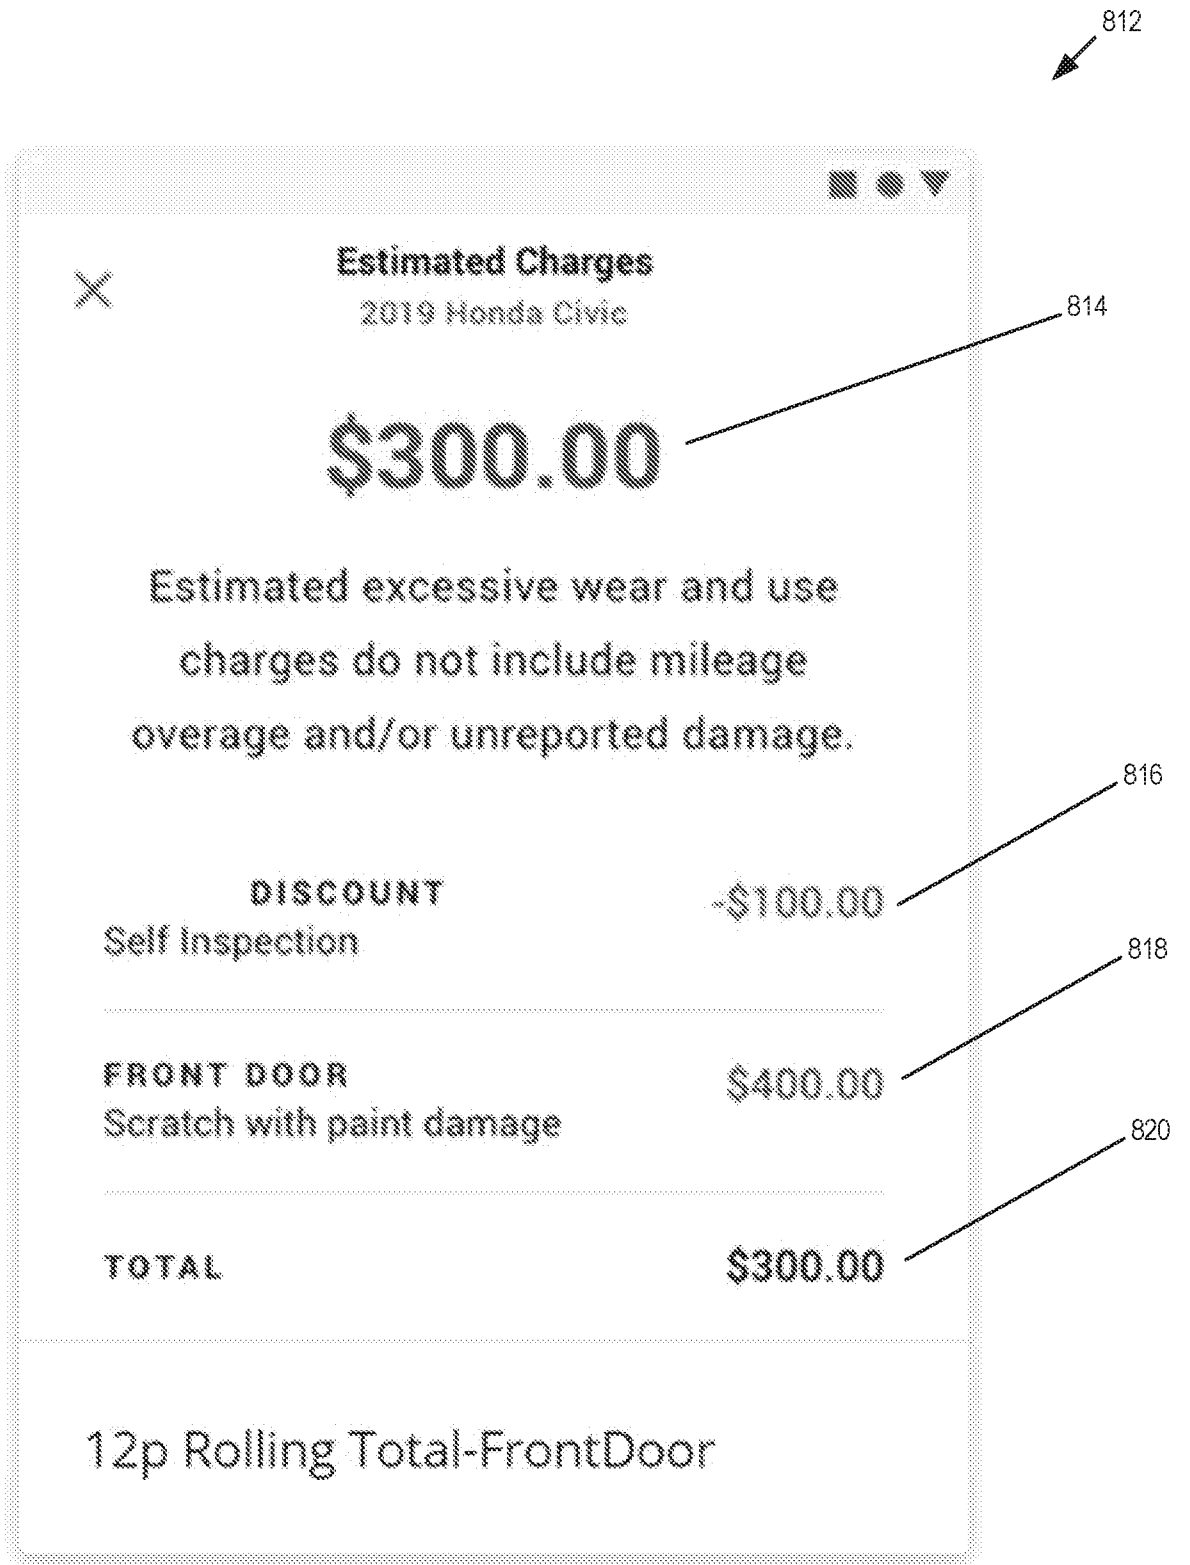 812
Estimated Charges
2019 Honda Civic
814
$300.00
Estimated excessive wear and use
charges do not include mileage
overage and/or unreported damage.
816
DISCOUNT
-$100.00
Self Inspection
818
FRONT DOOR
$400.00
Scratch with paint damage
820
TOTAL
$300.00
12p Rolling Total-FrontDoor